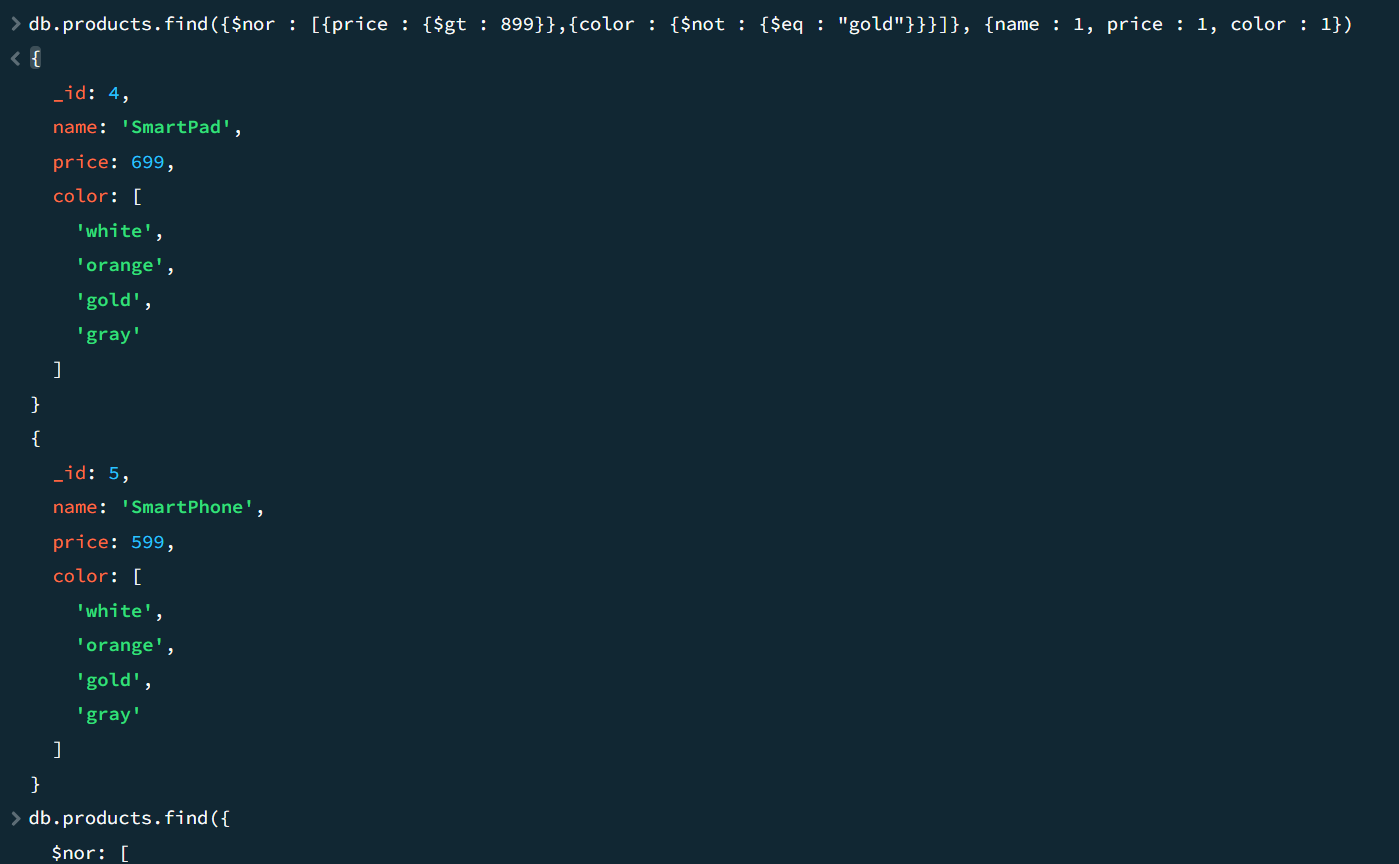 > db.products.find({$nor : [{price : {$gt : 899}},{color : {$not : {$eq : "gold"}}}]}, {name : 1, price : 1, color : 1})
< {
_id: 4,
name: 'SmartPad',
price: 699,
color: [
'white',
'orange',
'gold',
'gray'
]
}
{
_id: 5,
name: 'SmartPhone',
price: 599,
color: [
'white',
'orange',
'gold',
'gray'
]
}
> db.products.find({
$nor: [